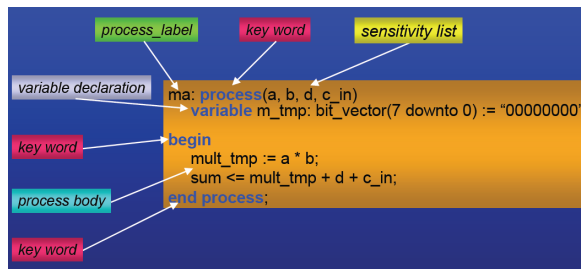 process_label key word sensitivity list
ma: process(a, b, d, c_in)
variable declaration
variable m_tmp: bit_vector(7 downto 0) := “00000000”
key word
begin
mult_tmp := a * b;
sum <= mult_tmp + d + c_in;
process body
end process;
key word